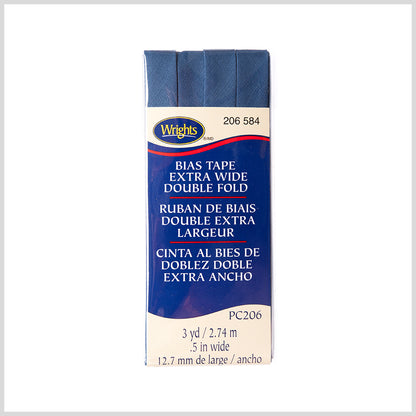 Wrights
®/MD
206 584
BIAS TAPE
EXTRA WIDE
DOUBLE FOLD
RUBAN DE BIAIS
DOUBLE EXTRA
LARGEUR
CINTA AL BIES DE
DOBLEZ DOBLE
EXTRA ANCHO
PC206
3 yd / 2.74 m
.5 in wide
12.7 mm de large / ancho